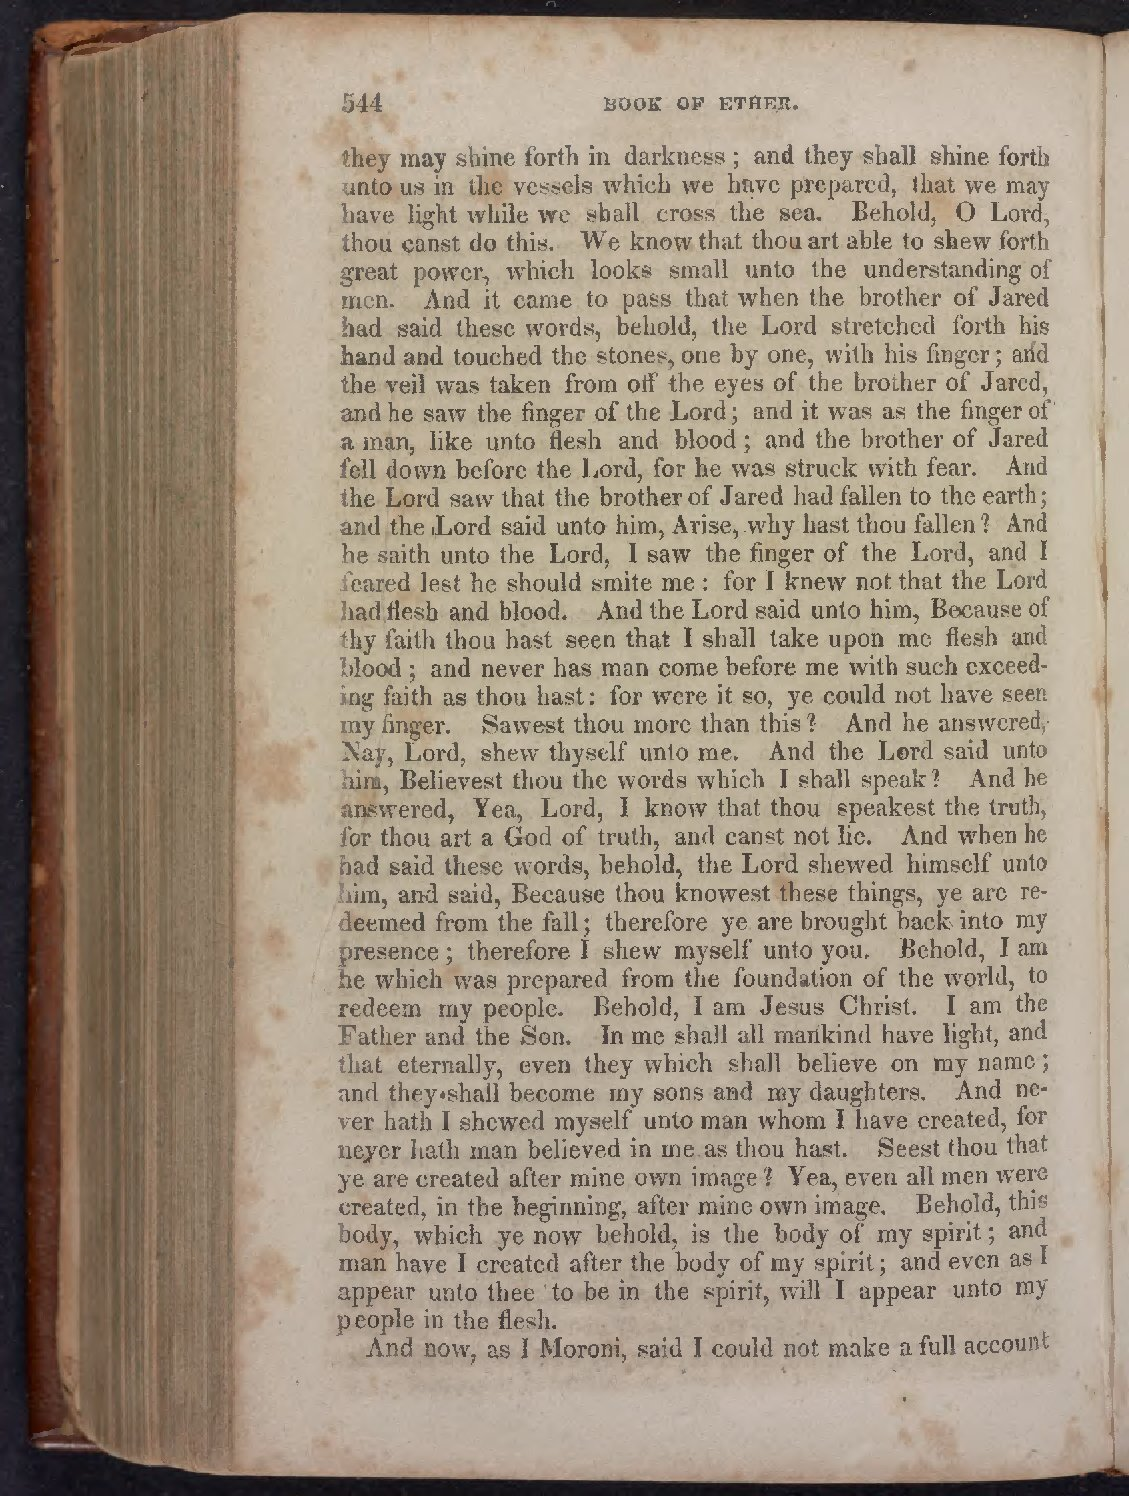 544 BOOK OF ETHER.
they may shine forth in darkness; and they shall shine forth
unto us in the vessels which we have prepared, that we may
have light while we shall cross the sea. Behold, O Lord,
thou canst do this. We know that thou art able to shew forth
great power, which looks small unto the understanding of
men. And it came to pass that when the brother of Jared
had said these words, behold, the Lord stretched forth his
hand and touched the stones, one by one, with his finger; and
the veil was taken from off the eyes of the brother of Jared,
and he saw the finger of the Lord; and it was as the finger of
a man, like unto flesh and blood; and the brother of Jared
fell down before the Lord, for he was struck with fear. And
the Lord saw that the brother of Jared had fallen to the earth;
and the Lord said unto him, Arise, why hast thou fallen? And
he saith unto the Lord, I saw the finger of the Lord, and I
feared lest he should smite me: for I knew not that the Lord
had flesh and blood. And the Lord said unto him, Because of
thy faith thou hast seen that I shall take upon me flesh and
blood; and never has man come before me with such exceed-
ing faith as thou hast: for were it so, ye could not have seen
my finger. Sawest thou more than this? And he answered,
Nay, Lord, shew thyself unto me. And the Lord said unto
him, Believest thou the words which I shall speak? And he
answered, Yea, Lord, I know that thou speakest the truth,
for thou art a God of truth, and canst not lie. And when he
had said these words, behold, the Lord shewed himself unto
him, and said, Because thou knowest these things, ye are re-
deemed from the fall; therefore ye are brought back into my
presence; therefore I shew myself unto you. Behold, I am
he which was prepared from the foundation of the world, to
redeem my people. Behold, I am Jesus Christ. I am the
Father and the Son. In me shall all mankind have light, and
that eternally, even they which shall believe on my name;
and they shall become my sons and my daughters. And ne-
ver hath I shewed myself unto man whom I have created, for
never hath man believed in me as thou hast. Seest thou that
ye are created after mine own image? Yea, even all men were
created, in the beginning, after mine own image. Behold, this
body, which ye now behold, is the body of my spirit; and
man have I created after the body of my spirit; and even as I
appear unto thee to be in the spirit, will I appear unto my
people in the flesh.
And now, as I Moroni, said I could not make a full account